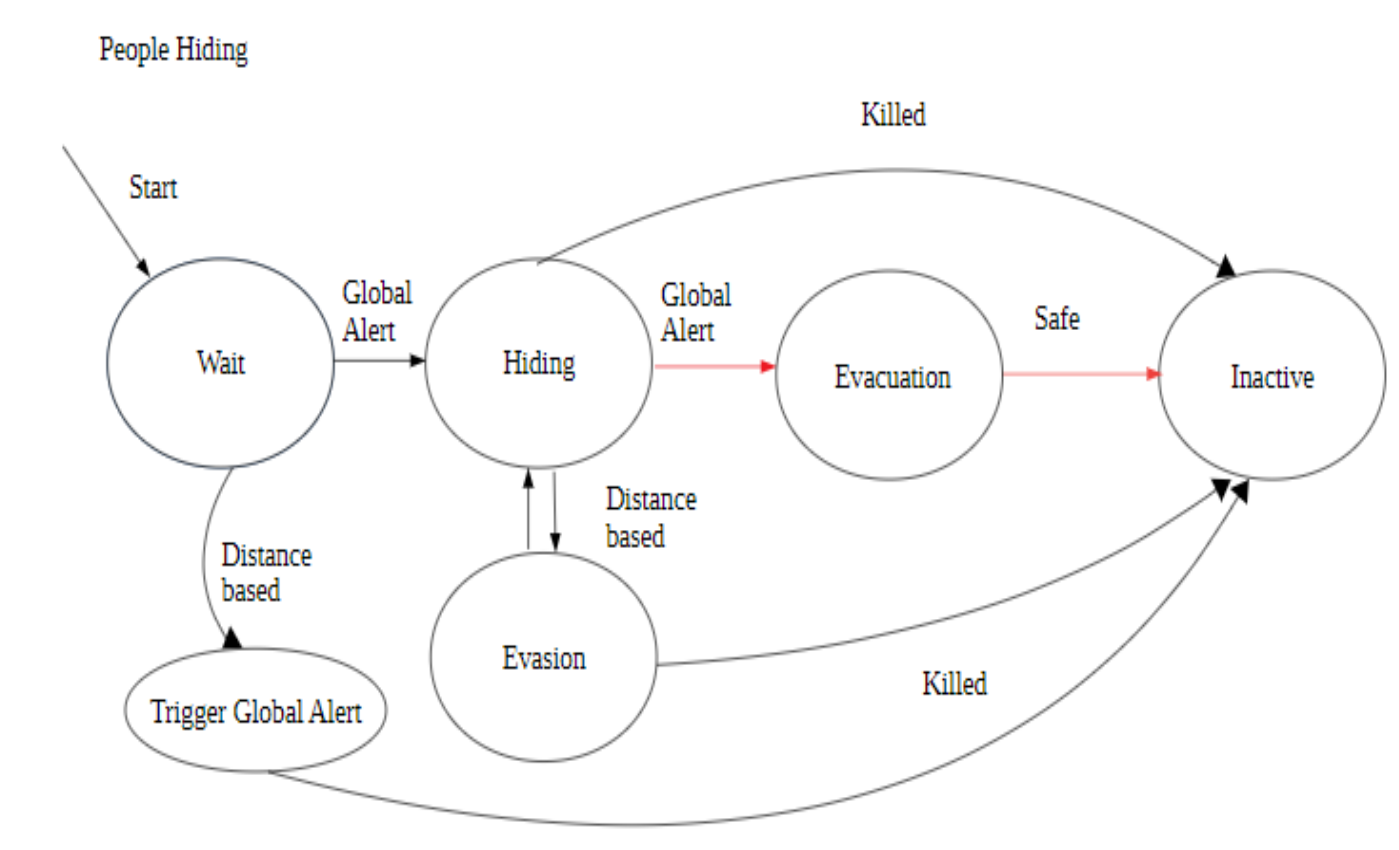 People Hiding
Killed
Start
Global
Alert
Global
Alert
Safe
Wait
Hiding
Evacuation
Inactive
Distance
based
Distance
based
Evasion
Killed
Trigger Global Alert